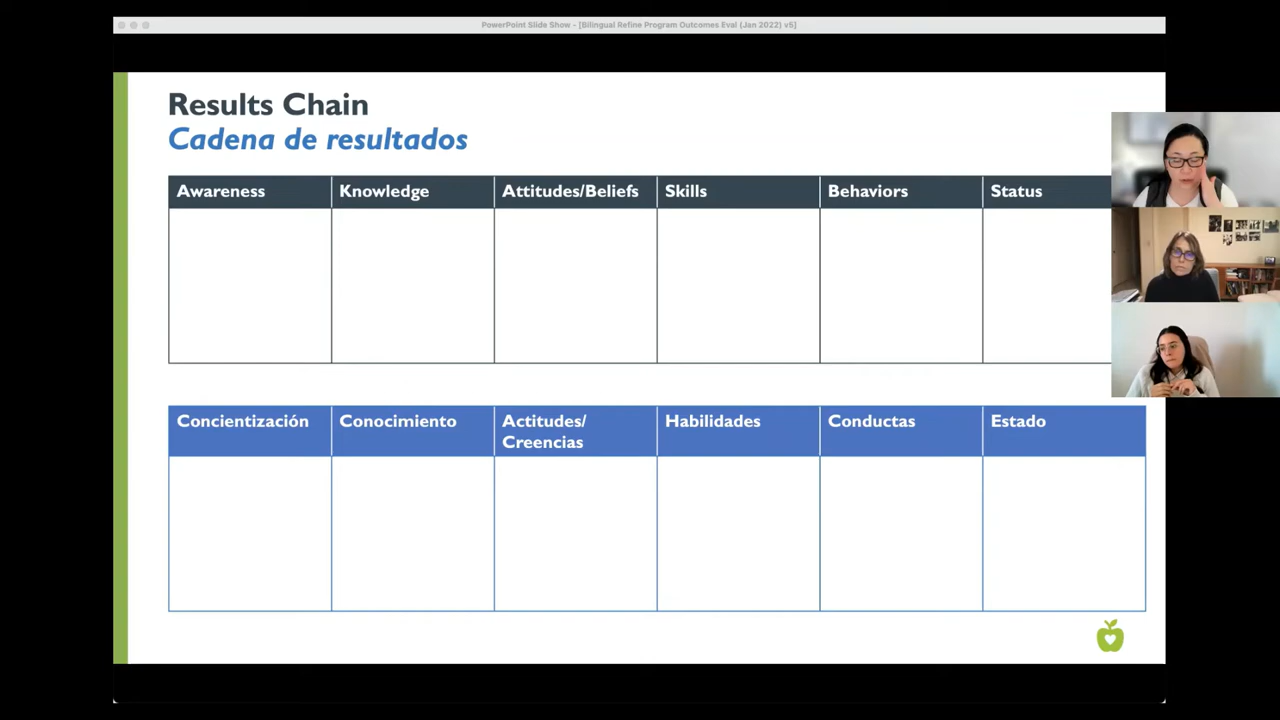 PowerPoint Slide Show - [Bilingual Refine Program Outcomes Eval (Jan 2022) v5]
Results Chain
Cadena de resultados
Awareness Knowledge Attitudes/Beliefs Skills Behaviors Status
Concientización Conocimiento Actitudes/ Habilidades Conductas Estado
Creencias